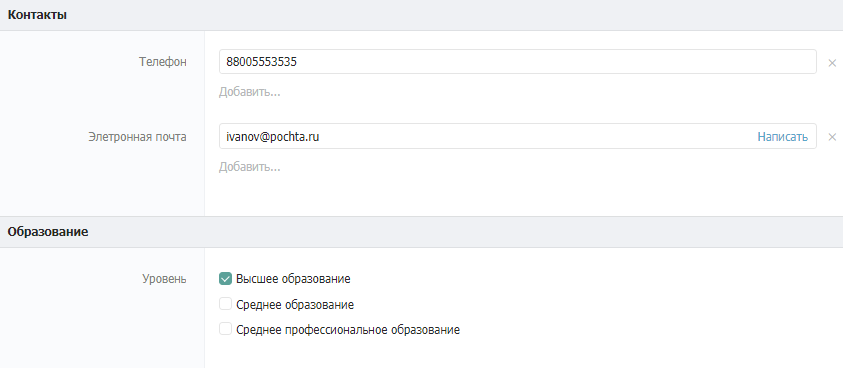 Контакты
Телефон
88005553535
Добавить...
Элетронная почта
ivanov@pochta.ru
Написать
Добавить...
Образование
Уровень
Высшее образование
Среднее образование
Среднее профессиональное образование